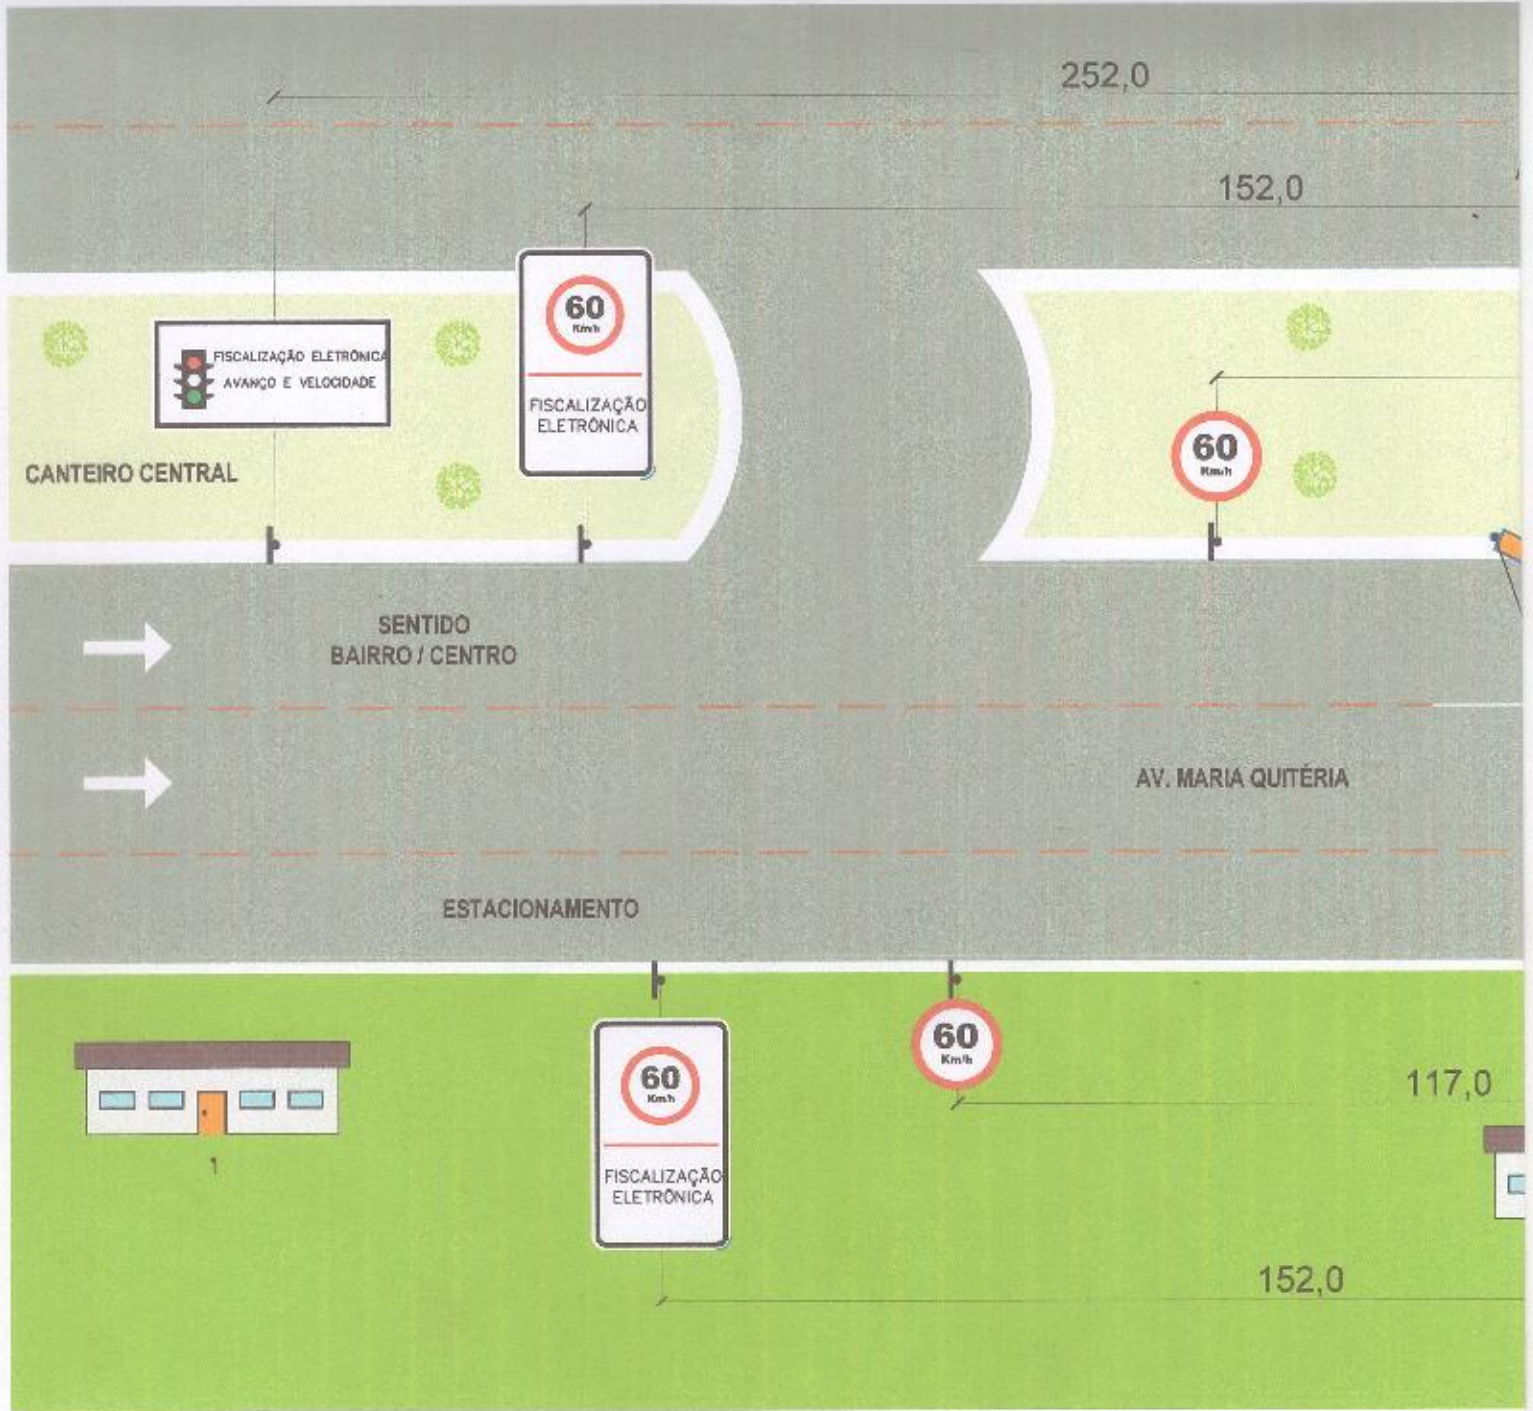 252,0
152,0
60
Km/h
FISCALIZAÇÃO
ELETRÔNICA
FISCALIZAÇÃO ELETRÔNICA
AVANÇO E VELOCIDADE
CANTEIRO CENTRAL
60
Km/h
SENTIDO
BAIRRO / CENTRO
AV. MARIA QUITÉRIA
ESTACIONAMENTO
60
Km/h
FISCALIZAÇÃO
ELETRÔNICA
60
Km/h
117,0
152,0